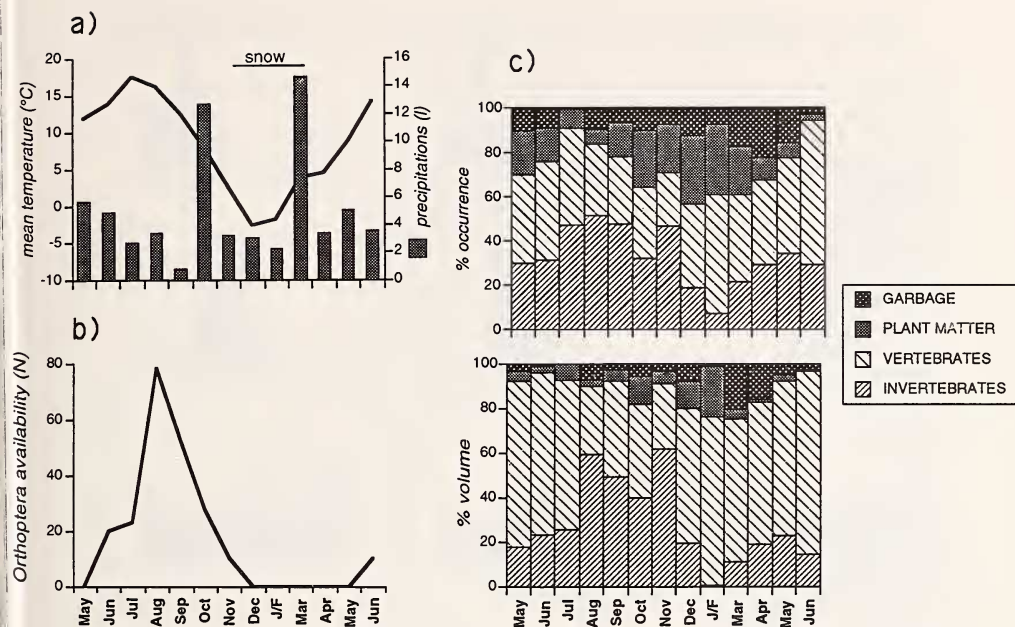 a)
snow
mean temperature (°C)
20
15
10
5
0
-5
-10
16
14
12
10
8
6
4
2
0
precipitations (l)
b)
Orthoptera availability (N)
80
60
40
20
0
May
Jun
Jul
Aug
Sep
Oct
Nov
Dec
J/F
Mar
Apr
May
Jun
c)
% occurrence
100
80
60
40
20
0
% volume
100
80
60
40
20
0
May
Jun
Jul
Aug
Sep
Oct
Nov
Dec
J/F
Mar
Apr
May
Jun
GARBAGE
PLANT MATTER
VERTEBRATES
INVERTEBRATES